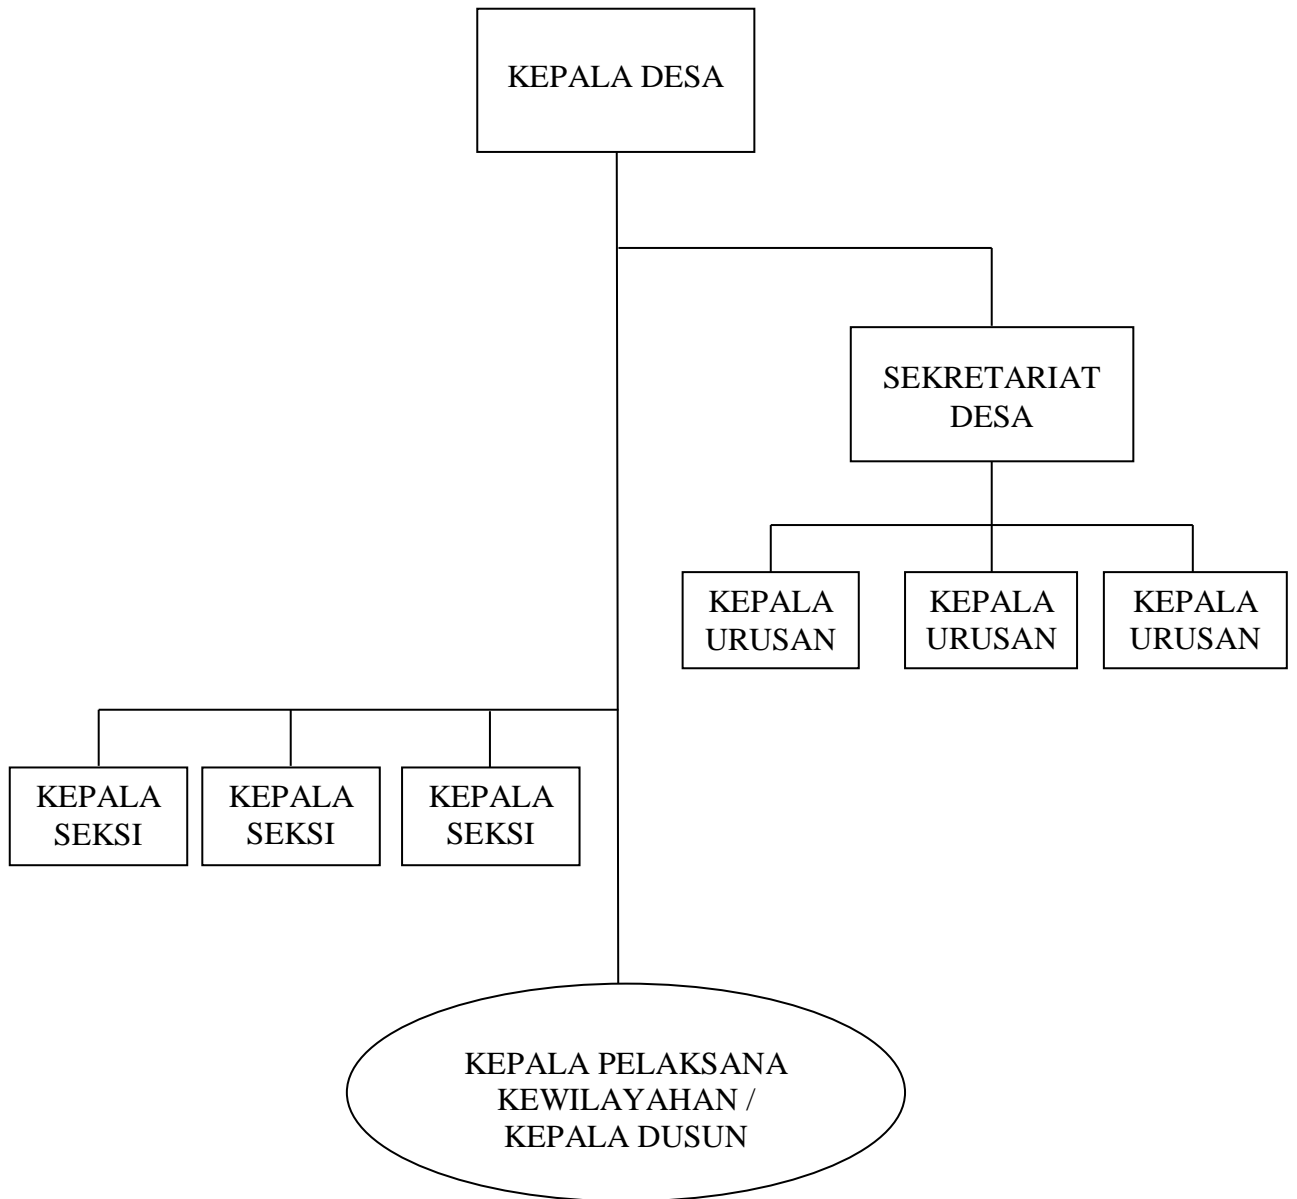 KEPALA DESA
SEKRETARIAT
DESA
KEPALA
URUSAN
KEPALA
URUSAN
KEPALA
URUSAN
KEPALA
SEKSI
KEPALA
SEKSI
KEPALA
SEKSI
KEPALA PELAKSANA
KEWILAYAHAN /
KEPALA DUSUN